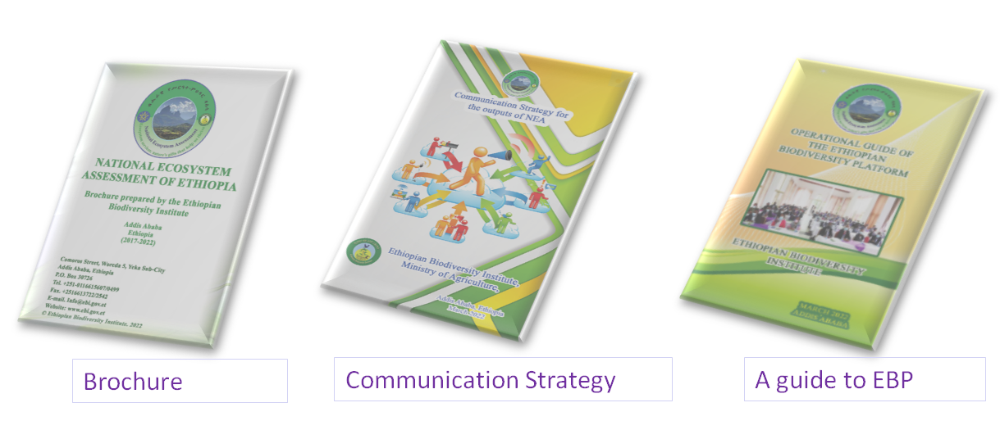 National Ecosystem Assessment
NATIONAL ECOSYSTEM
ASSESSMENT OF ETHIOPIA
Brochure prepared by the Ethiopian
Biodiversity Institute
Addis Ababa
Ethiopia
(2017-2022)
Comoros Street, Woreda 5, Yeka Sub-City
Addis Ababa, Ethiopia
P.O. Box 30726
Tel. +251-0116615607/0499
Fax. +2516613722/2542
E-mail. Info@ebi.gov.et
Website: www.ebi.gov.et
© Ethiopian Biodiversity Institute, 2022
Brochure
Communication Strategy for
the outputs of NEA
Ethiopian Biodiversity Institute,
Ministry of Agriculture,
Addis Ababa, Ethiopia
March 2022
Communication Strategy
OPERATIONAL GUIDE OF
THE ETHIOPIAN
BIODIVERSITY PLATFORM
ETHIOPIAN BIODIVERSITY
INSTITUTE
MARCH 2022
ADDIS ABABA
A guide to EBP